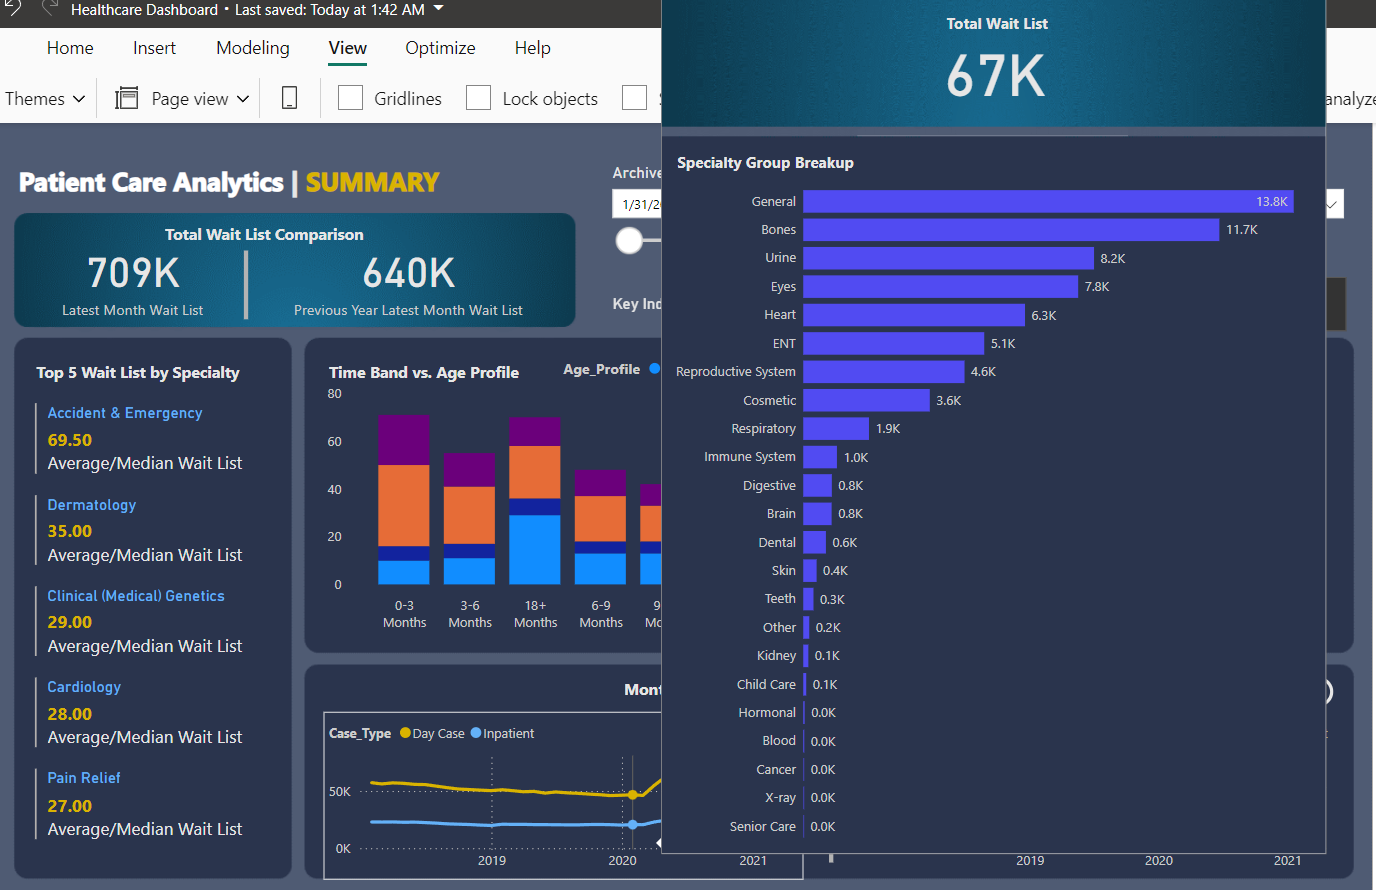 Healthcare Dashboard • Last saved: Today at 1:42 AM
Home Insert Modeling View Optimize Help
Themes Page view Gridlines Lock objects
analyze
Patient Care Analytics | SUMMARY
Total Wait List Comparison
709K 640K
Latest Month Wait List Previous Year Latest Month Wait List
Archive
1/31/20
Key Ind
Top 5 Wait List by Specialty
Accident & Emergency
69.50
Average/Median Wait List
Dermatology
35.00
Average/Median Wait List
Clinical (Medical) Genetics
29.00
Average/Median Wait List
Cardiology
28.00
Average/Median Wait List
Pain Relief
27.00
Average/Median Wait List
Time Band vs. Age Profile
Age_Profile
80
60
40
20
0
0-3 3-6 18+ 6-9 9
Months Months Months Months Mo
Mont
Case_Type Day Case Inpatient
50K
0K
2019 2020 2021
Total Wait List
67K
Specialty Group Breakup
General 13.8K
Bones 11.7K
Urine 8.2K
Eyes 7.8K
Heart 6.3K
ENT 5.1K
Reproductive System 4.6K
Cosmetic 3.6K
Respiratory 1.9K
Immune System 1.0K
Digestive 0.8K
Brain 0.8K
Dental 0.6K
Skin 0.4K
Teeth 0.3K
Other 0.2K
Kidney 0.1K
Child Care 0.1K
Hormonal 0.0K
Blood 0.0K
Cancer 0.0K
X-ray 0.0K
Senior Care 0.0K
2019 2020 2021